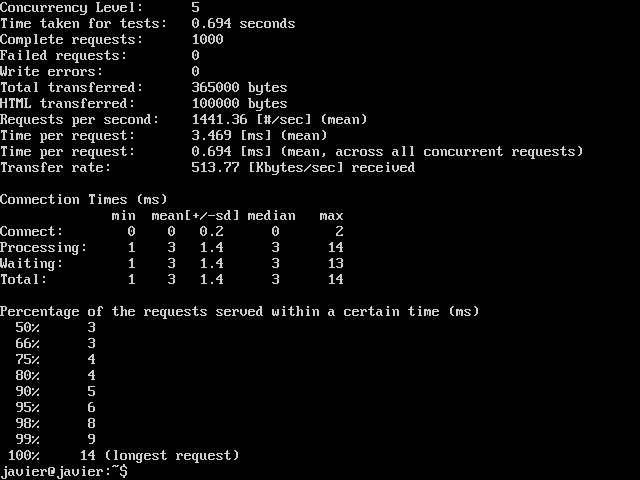 Concurrency Level:      5
Time taken for tests:   0.694 seconds
Complete requests:      1000
Failed requests:        0
Write errors:           0
Total transferred:      365000 bytes
HTML transferred:       100000 bytes
Requests per second:    1441.36 [#/sec] (mean)
Time per request:       3.469 [ms] (mean)
Time per request:       0.694 [ms] (mean, across all concurrent requests)
Transfer rate:          513.77 [Kbytes/sec] received

Connection Times (ms)
              min  mean[+/-sd] median   max
Connect:        0    0   0.2      0       2
Processing:     1    3   1.4      3      14
Waiting:        1    3   1.4      3      13
Total:          1    3   1.4      3      14

Percentage of the requests served within a certain time (ms)
  50%      3
  66%      3
  75%      4
  80%      4
  90%      5
  95%      6
  98%      8
  99%      9
 100%     14 (longest request)
javier@javier:~$